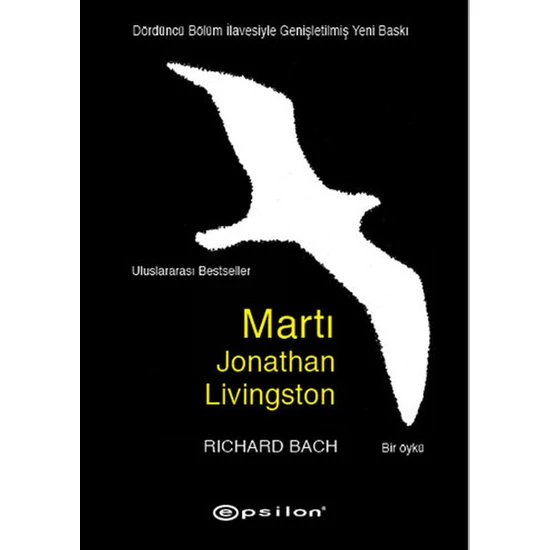 Dördüncü Bölüm İlavesiyle Genişletilmiş Yeni Baskı
Uluslararası Bestseller
Martı
Jonathan
Livingston
RICHARD BACH
Bir öykü
epsilon®